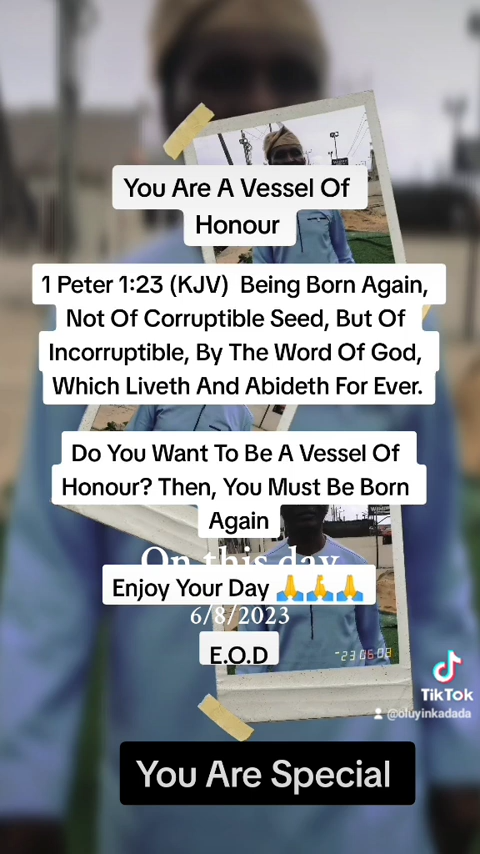 You Are A Vessel Of
Honour
1 Peter 1:23 (KJV) Being Born Again,
Not Of Corruptible Seed, But Of
Incorruptible, By The Word Of God,
Which Liveth And Abideth For Ever.
Do You Want To Be A Vessel Of
Honour? Then, You Must Be Born
Again
On this day
Enjoy Your Day 🙏🙏🙏
6/8/2023
E.O.D
-'23 06 08
TikTok
@oluyinkadada
You Are Special